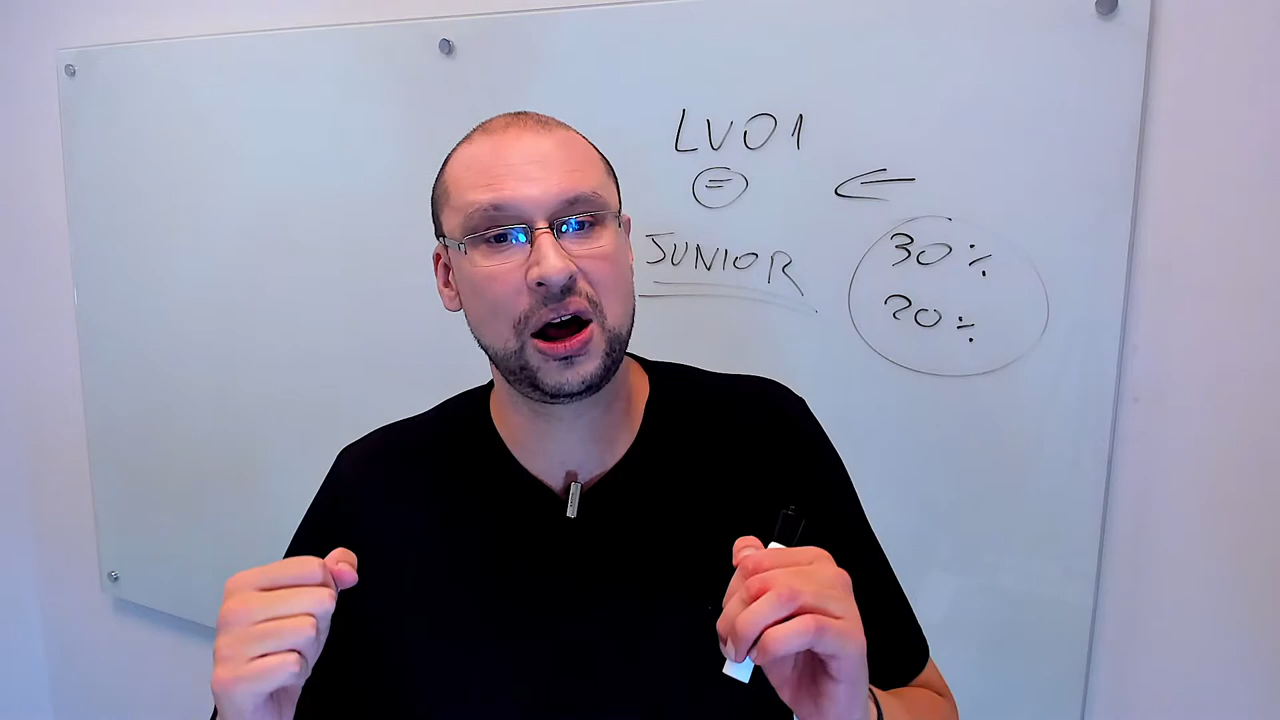 LV01
=
←
JUNIOR
30%
20%